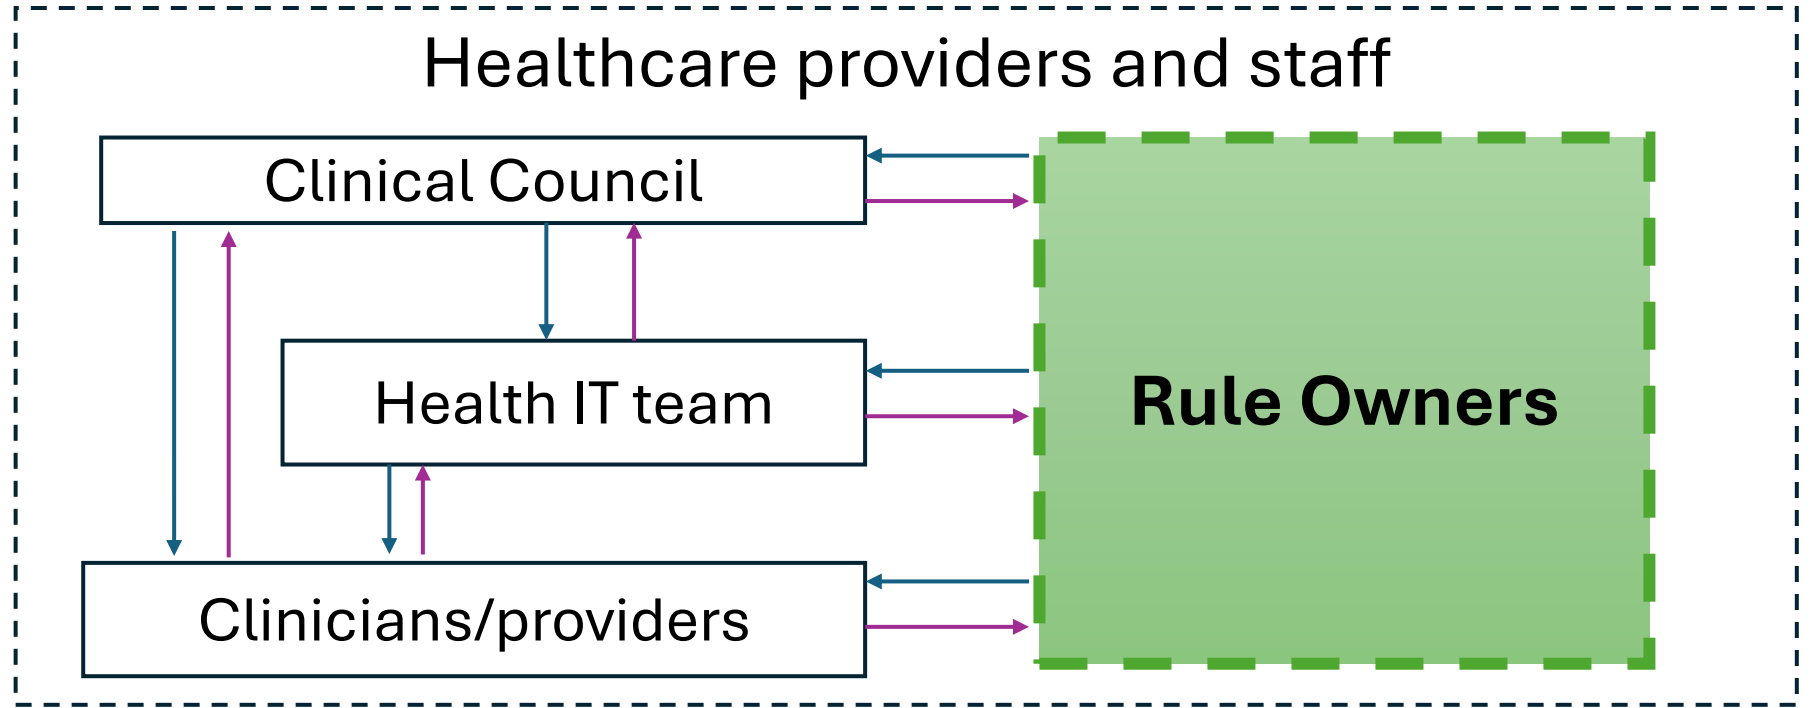 Healthcare providers and staff
Clinical Council
Health IT team
Rule Owners
Clinicians/providers